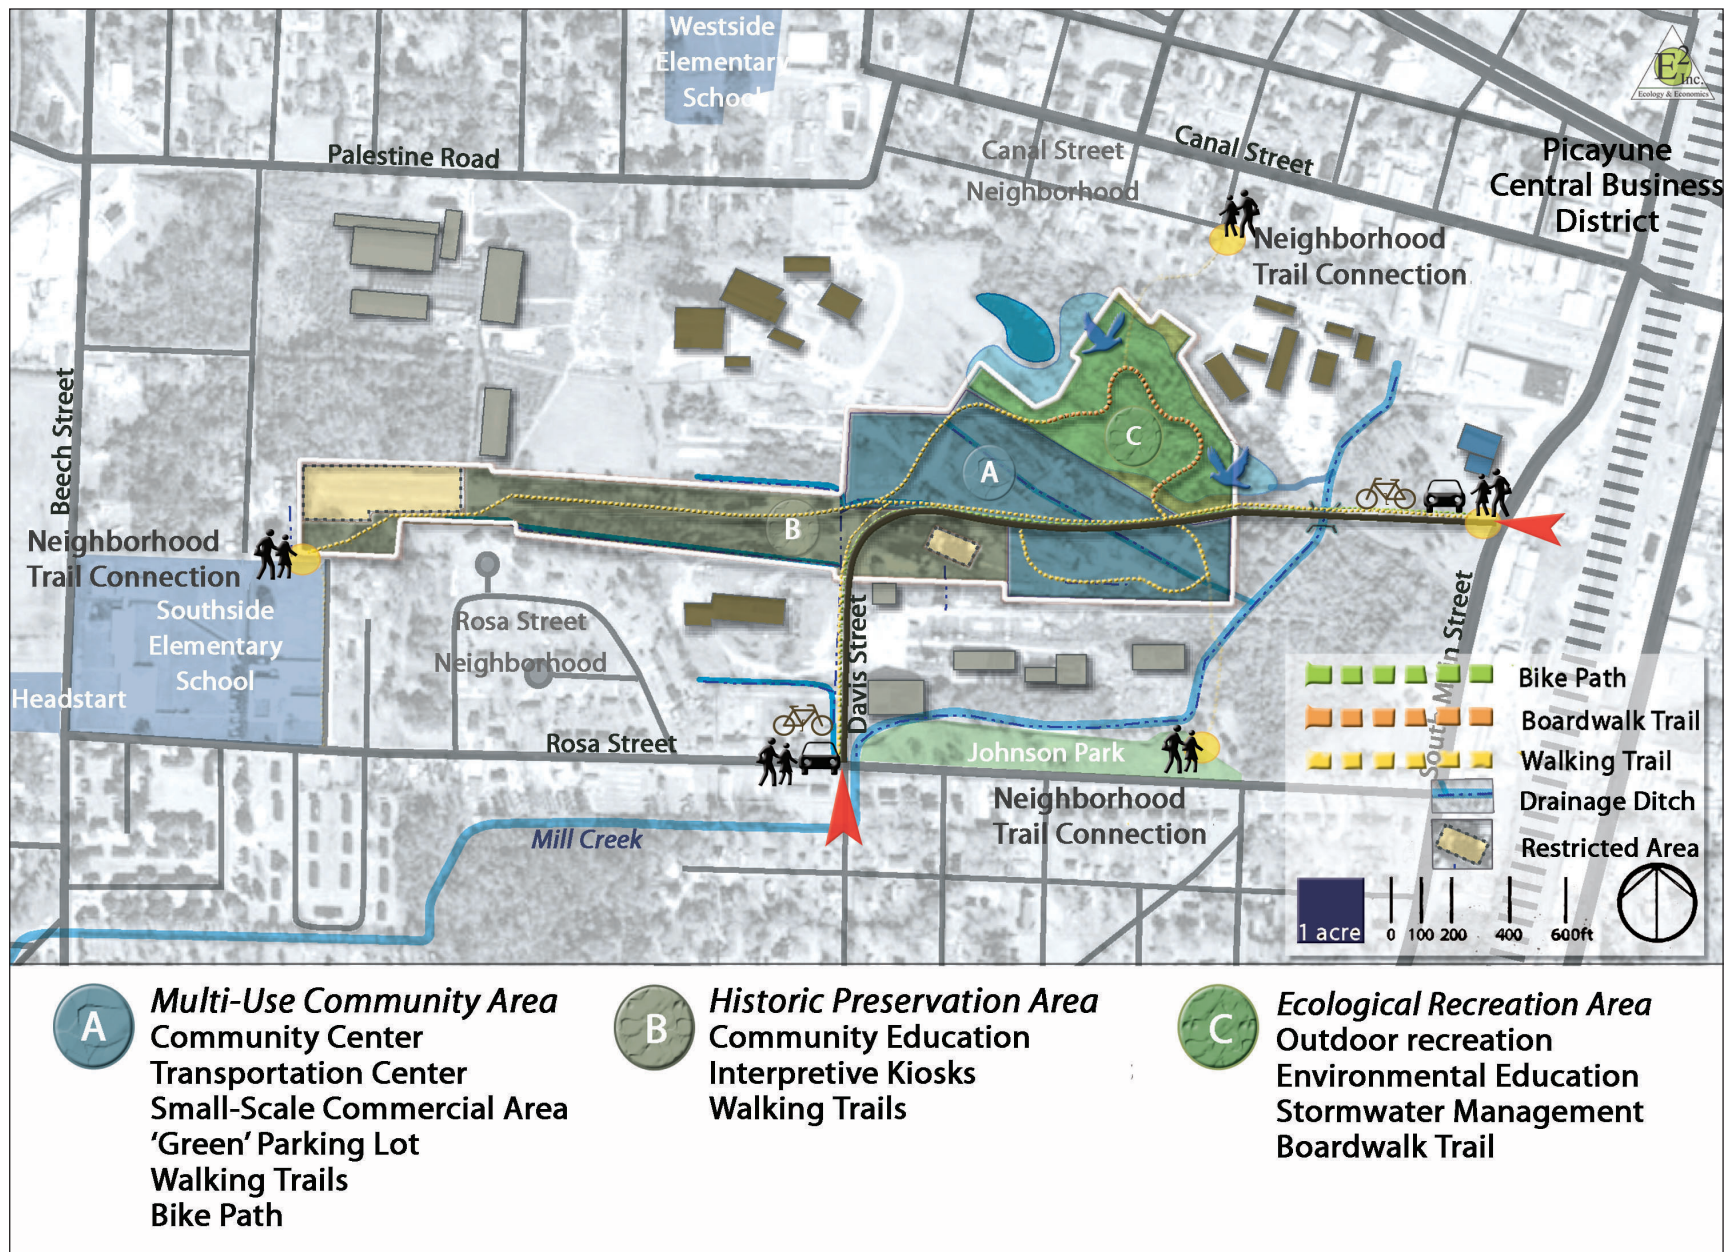 Westside
Elementary
School
E2
Inc.
Ecology & Economics
Palestine Road
Canal Street
Neighborhood
Canal Street
Picayune
Central Business
District
Neighborhood
Trail Connection
Beech Street
A
C
B
Neighborhood
Trail Connection
Southside
Elementary
School
Headstart
Rosa Street
Neighborhood
Rosa Street
Davis Street
Johnson Park
Neighborhood
Trail Connection
Mill Creek
South Main Street
Bike Path
Boardwalk Trail
Walking Trail
Drainage Ditch
Restricted Area
1 acre
0 100 200 400 600ft
A
Multi-Use Community Area
Community Center
Transportation Center
Small-Scale Commercial Area
‘Green’ Parking Lot
Walking Trails
Bike Path
B
Historic Preservation Area
Community Education
Interpretive Kiosks
Walking Trails
C
Ecological Recreation Area
Outdoor recreation
Environmental Education
Stormwater Management
Boardwalk Trail